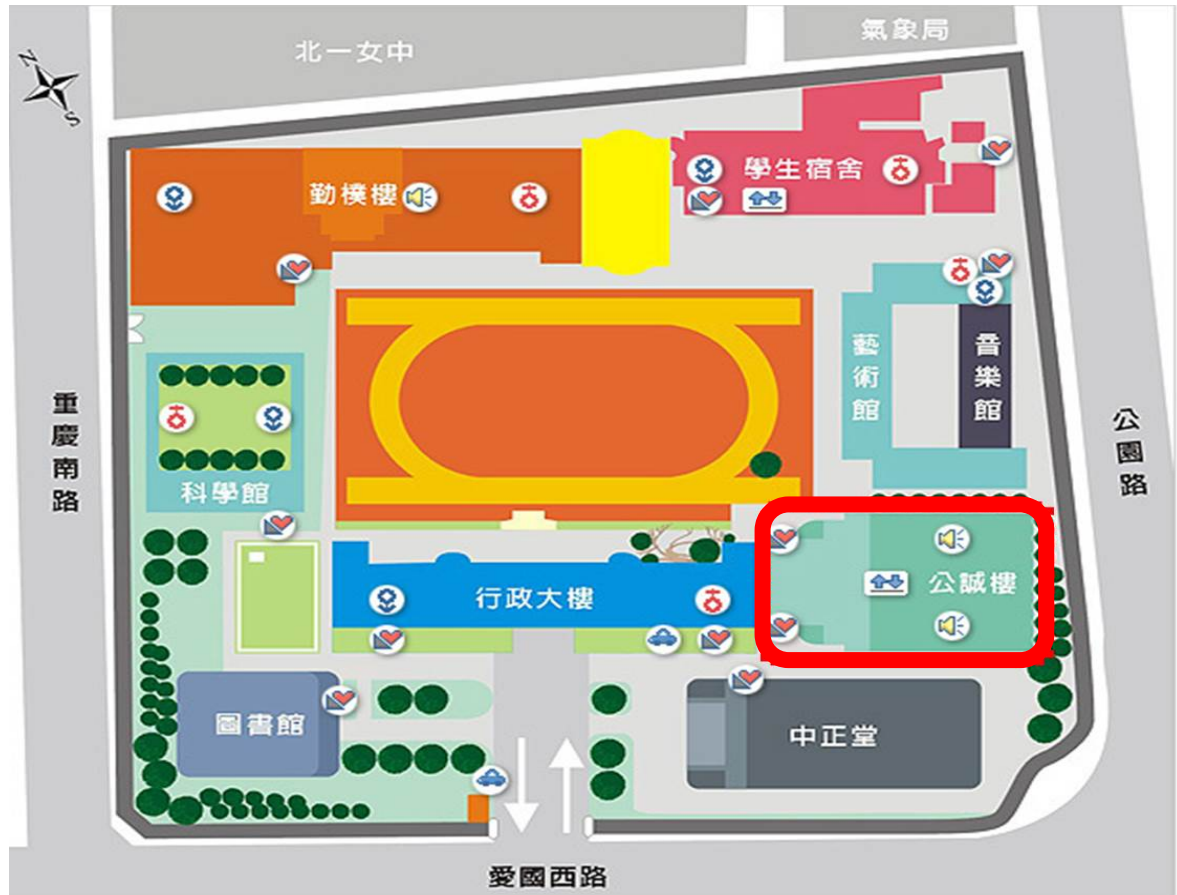 氣象局
北一女中
N
S
學生宿舍
勤樸樓
藝術館
音樂館
重慶南路
公園路
科學館
公誠樓
行政大樓
圖書館
中正堂
愛國西路